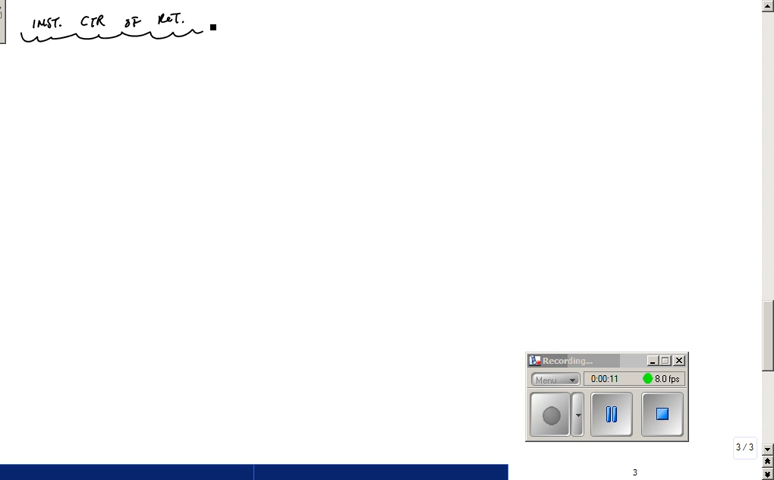 INST. CTR OF ROT.
Recording...
Menu
0:00:11
8.0 fps
3 / 3
3